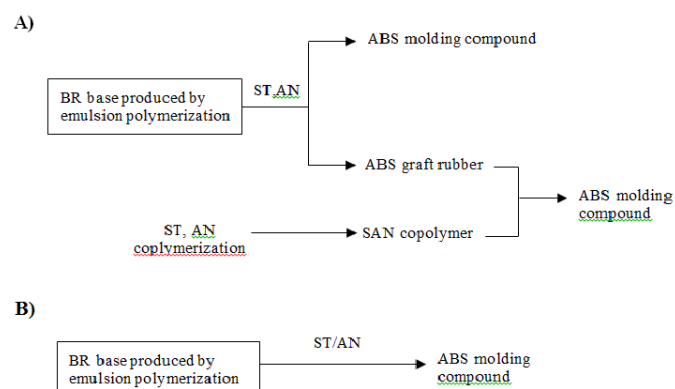 A)
ABS molding compound
ST,AN
BR base produced by
emulsion polymerization
ABS graft rubber
ABS molding
compound
ST, AN
coplymerization
SAN copolymer
B)
ST/AN
BR base produced by
emulsion polymerization
ABS molding
compound